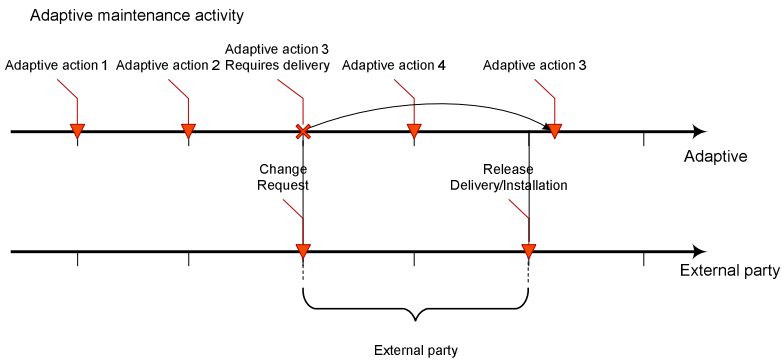 Adaptive maintenance activity
Adaptive action 3
Adaptive action 1
Adaptive action 2
Requires delivery
Adaptive action 4
Adaptive action 3
Adaptive
Change
Request
Release
Delivery/Installation
External party
External party